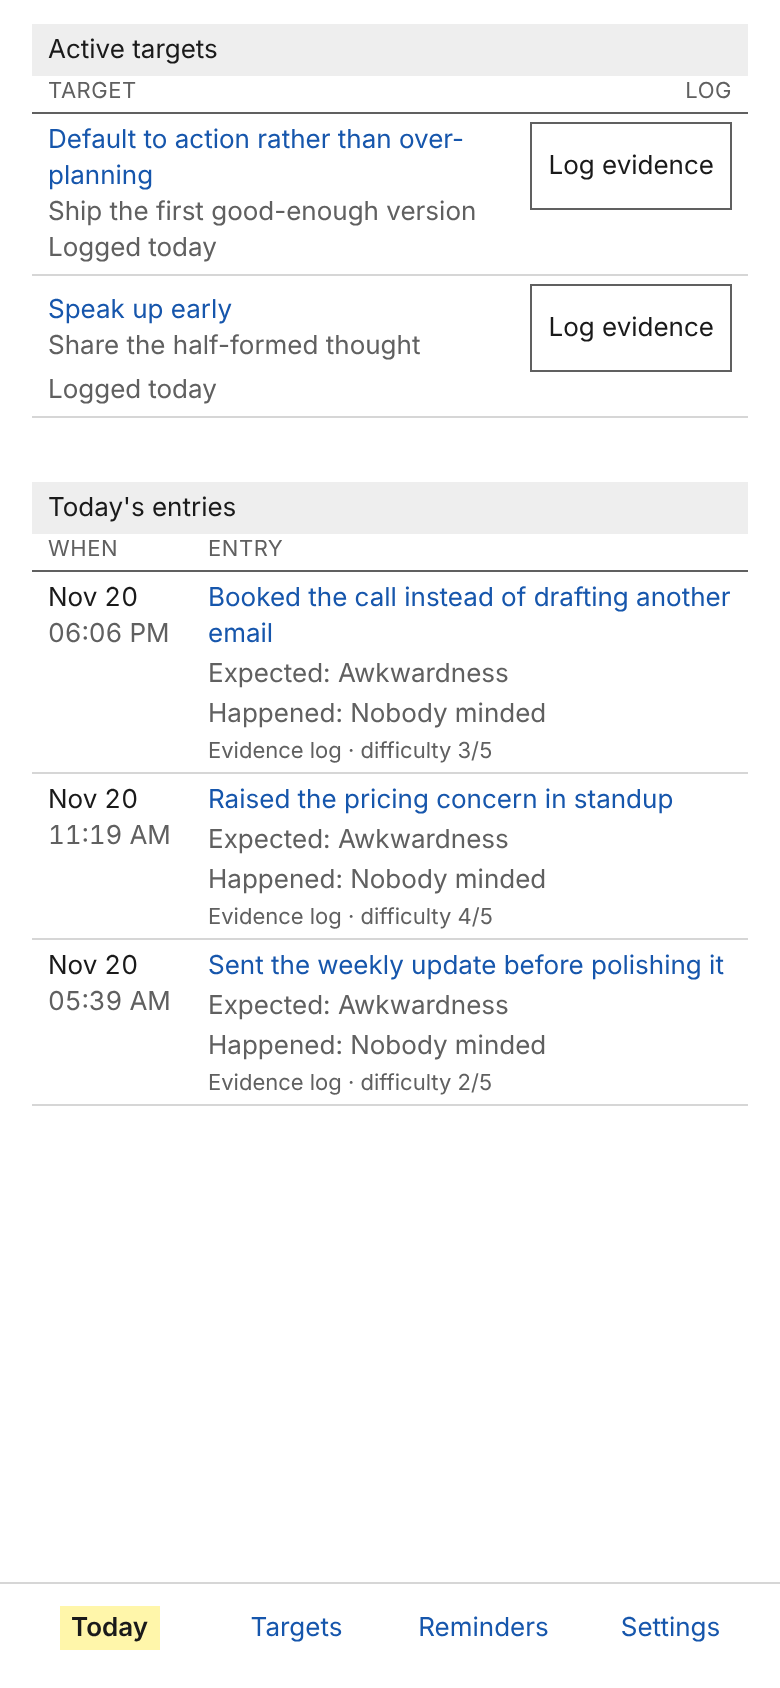 Active targets
TARGET LOG
Default to action rather than over-
planning
Log evidence
Ship the first good-enough version
Logged today
Speak up early
Log evidence
Share the half-formed thought
Logged today
Today's entries
WHEN ENTRY
Nov 20 Booked the call instead of drafting another
06:06 PM email
Expected: Awkwardness
Happened: Nobody minded
Evidence log · difficulty 3/5
Nov 20 Raised the pricing concern in standup
11:19 AM Expected: Awkwardness
Happened: Nobody minded
Evidence log · difficulty 4/5
Nov 20 Sent the weekly update before polishing it
05:39 AM Expected: Awkwardness
Happened: Nobody minded
Evidence log · difficulty 2/5
Today Targets Reminders Settings